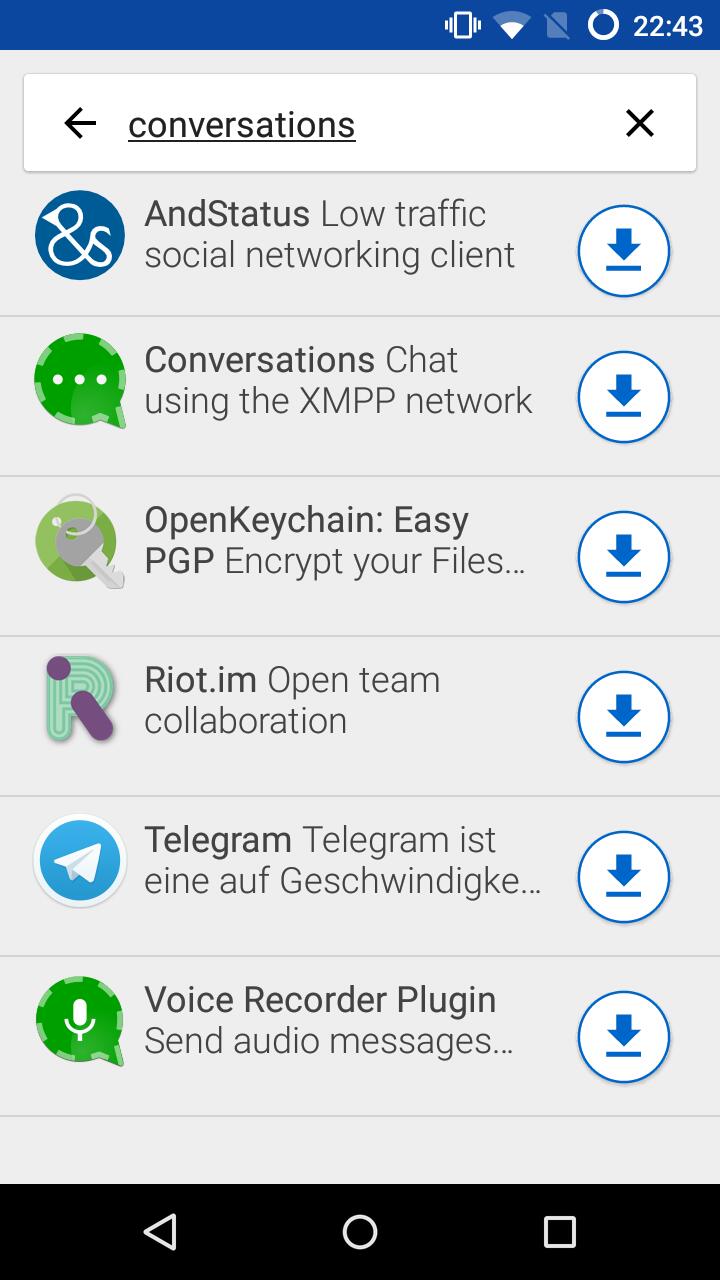 22:43
conversations
AndStatus Low traffic
social networking client
Conversations Chat
using the XMPP network
OpenKeychain: Easy
PGP Encrypt your Files…
Riot.im Open team
collaboration
Telegram Telegram ist
eine auf Geschwindigke…
Voice Recorder Plugin
Send audio messages…